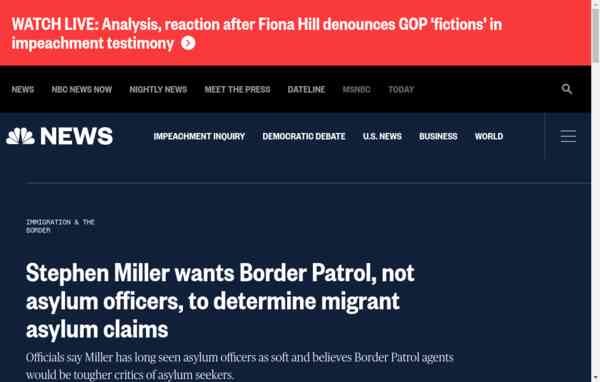 WATCH LIVE: Analysis, reaction after Fiona Hill denounces GOP 'fictions' in
impeachment testimony
NEWS NBC NEWS NOW NIGHTLY NEWS MEET THE PRESS DATELINE MSNBC TODAY
NEWS IMPEACHMENT INQUIRY DEMOCRATIC DEBATE U.S. NEWS BUSINESS WORLD
IMMIGRATION & THE
BORDER
Stephen Miller wants Border Patrol, not
asylum officers, to determine migrant
asylum claims
Officials say Miller has long seen asylum officers as soft and believes Border Patrol agents
would be tougher critics of asylum seekers.